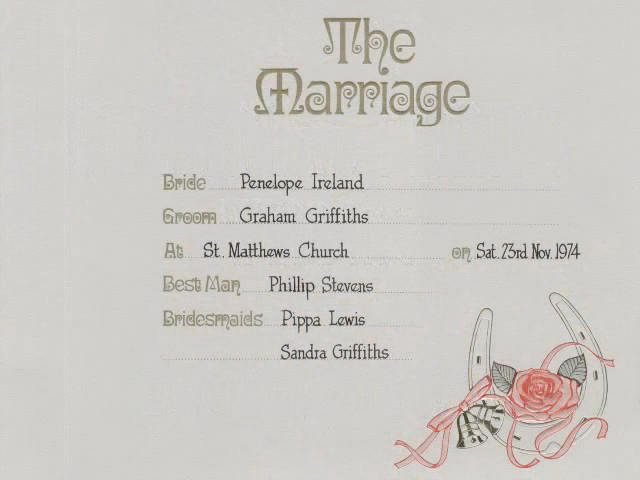 The
Marriage
Bride Penelope Ireland
Groom Graham Griffiths
At St. Matthews Church on Sat. 23rd Nov. 1974
Best Man Phillip Stevens
Bridesmaids Pippa Lewis
Sandra Griffiths